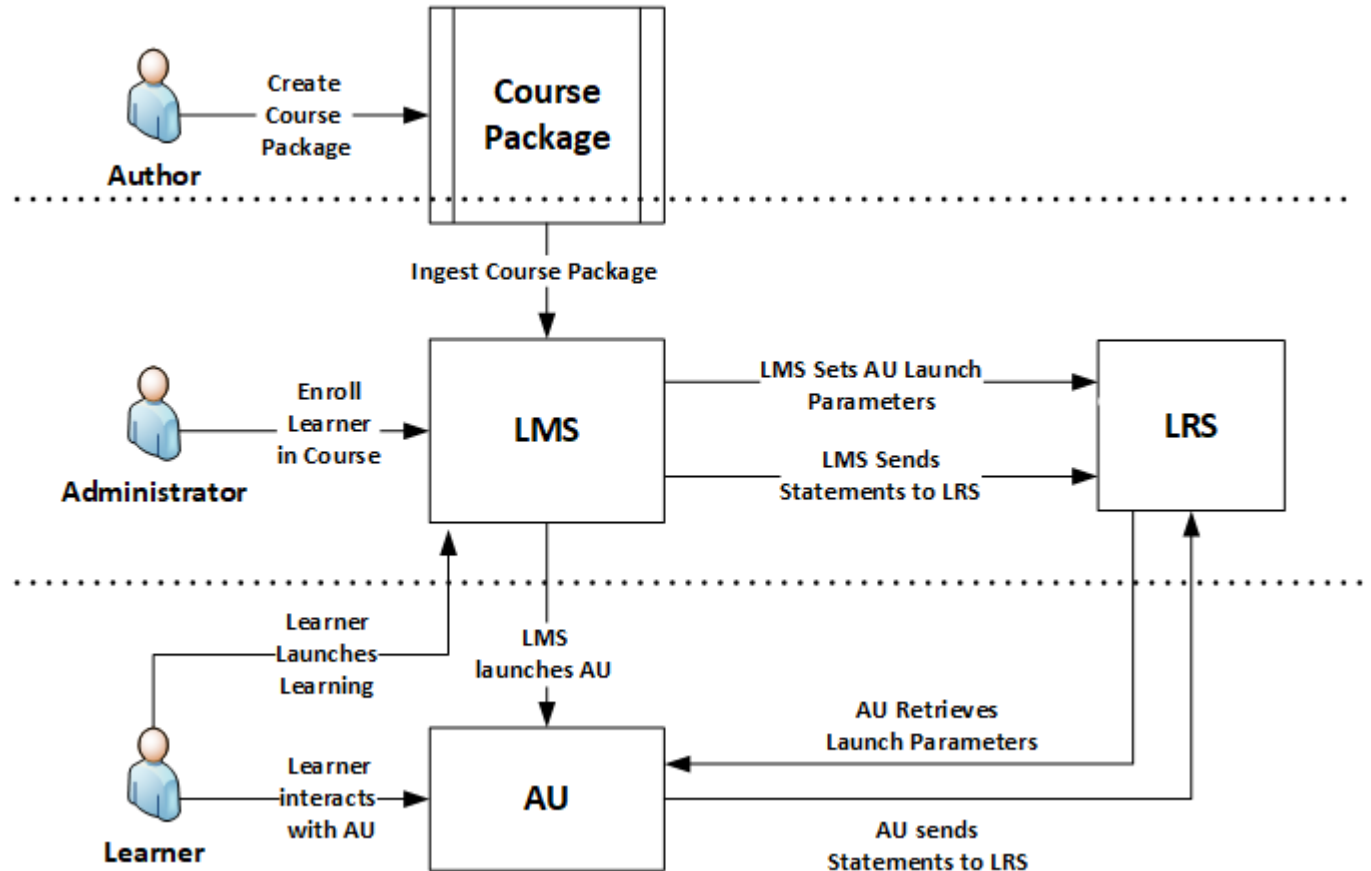 Create
Course
Package
Author
Course
Package
Ingest Course Package
Enroll
Learner
in Course
Administrator
LMS
LMS Sets AU Launch
Parameters
LMS Sends
Statements to LRS
LRS
Learner
Launches
Learning
LMS
launches AU
AU Retrieves
Launch Parameters
Learner
interacts
with AU
Learner
AU
AU sends
Statements to LRS